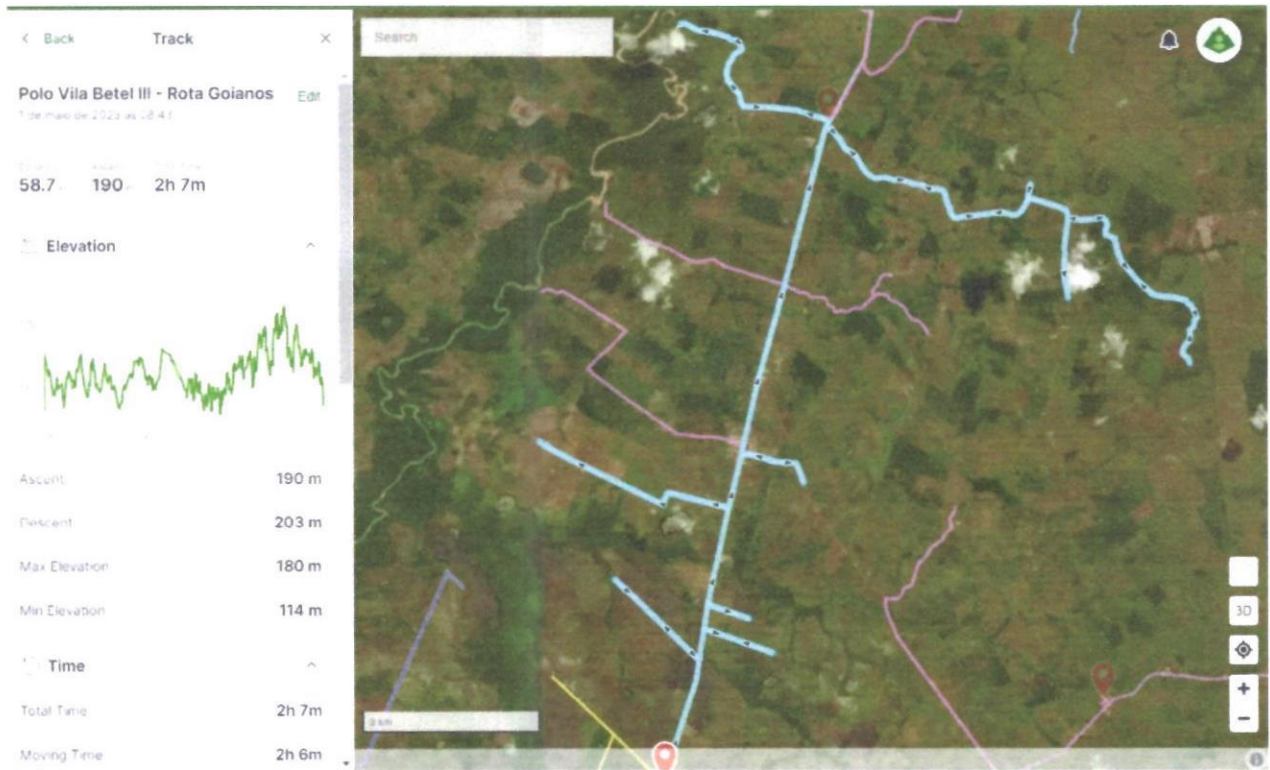 Back
Track
Polo Vila Betel III - Rota Goianos
Edit
58.7
190
2h 7m
Elevation
Ascent
190 m
Descent
203 m
Max Elevation
180 m
Min Elevation
114 m
Time
Total Time
2h 7m
Moving Time
2h 6m
Search
3D